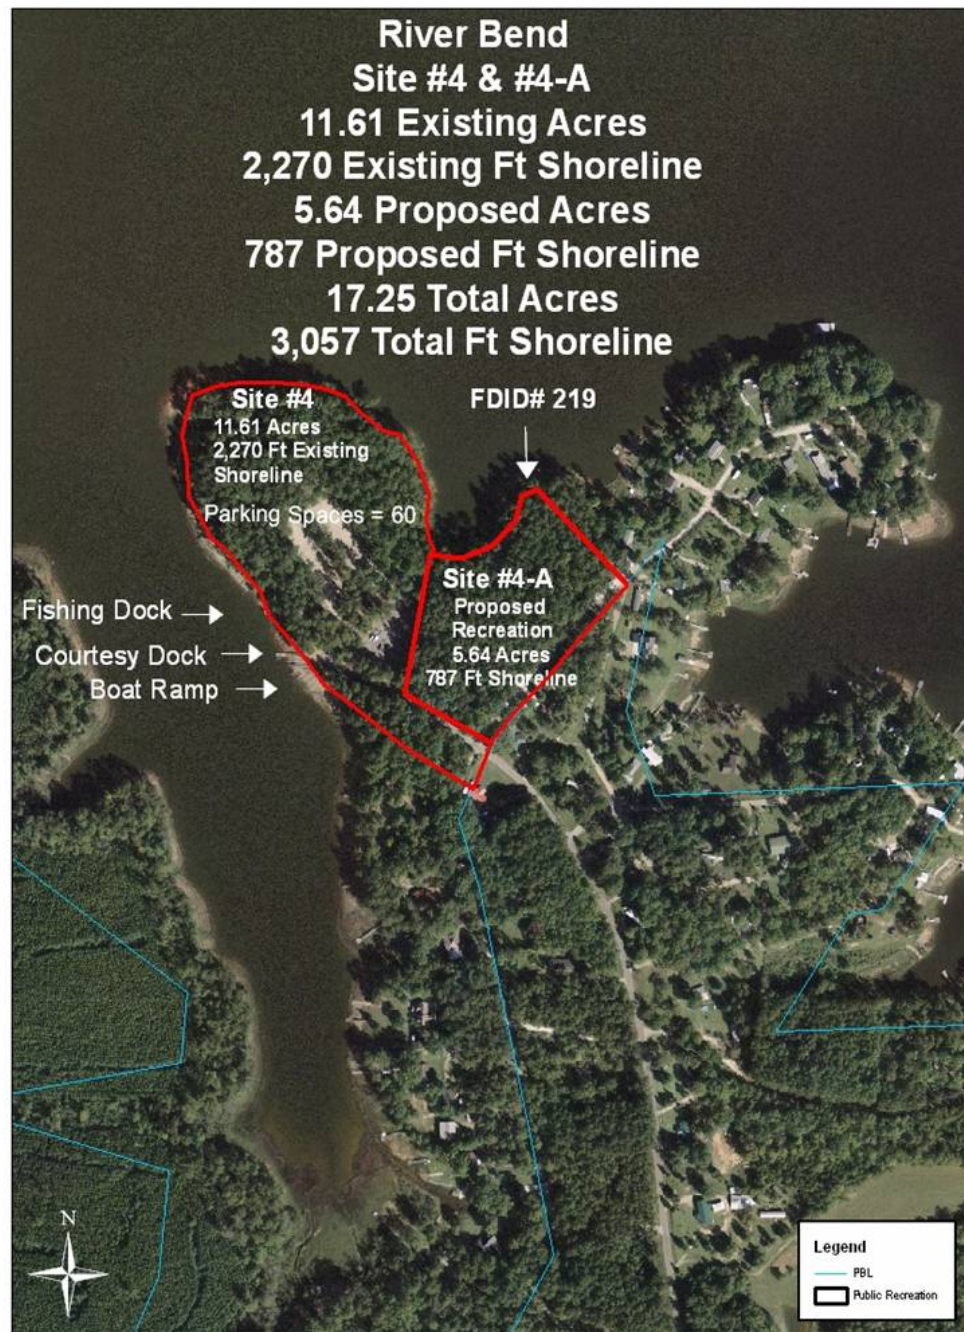 River Bend
Site #4 & #4-A
11.61 Existing Acres
2,270 Existing Ft Shoreline
5.64 Proposed Acres
787 Proposed Ft Shoreline
17.25 Total Acres
3,057 Total Ft Shoreline
Site #4
11.61 Acres
2,270 Ft Existing
Shoreline
Parking Spaces = 60
FDID# 219
Site #4-A
Proposed
Recreation
5.64 Acres
787 Ft Shoreline
Fishing Dock
Courtesy Dock
Boat Ramp
N
Legend
PBL
Public Recreation